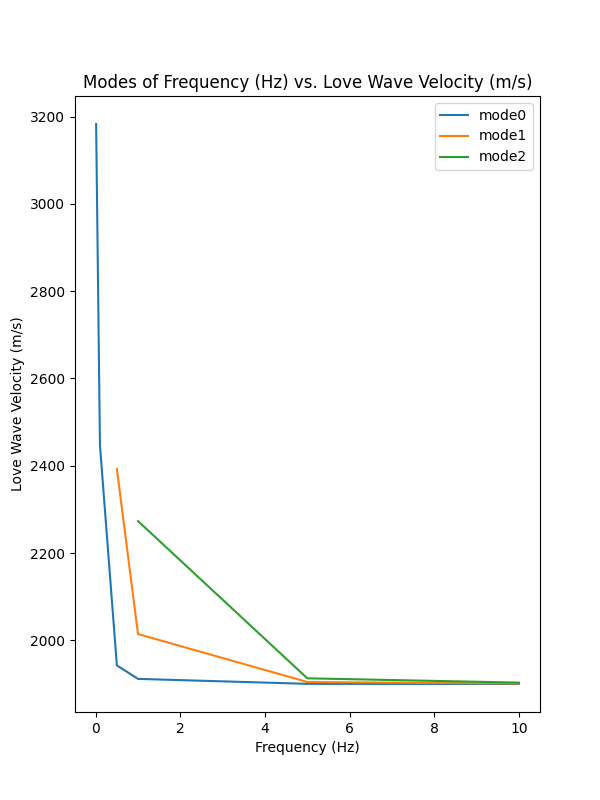 Modes of Frequency (Hz) vs. Love Wave Velocity (m/s)
mode0
mode1
mode2
3200
3000
2800
2600
2400
2200
2000
Love Wave Velocity (m/s)
0 2 4 6 8 10
Frequency (Hz)